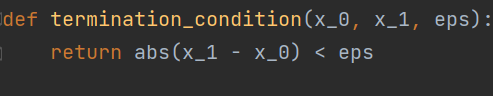 def termination_condition(x_0, x_1, eps):
    return abs(x_1 - x_0) < eps